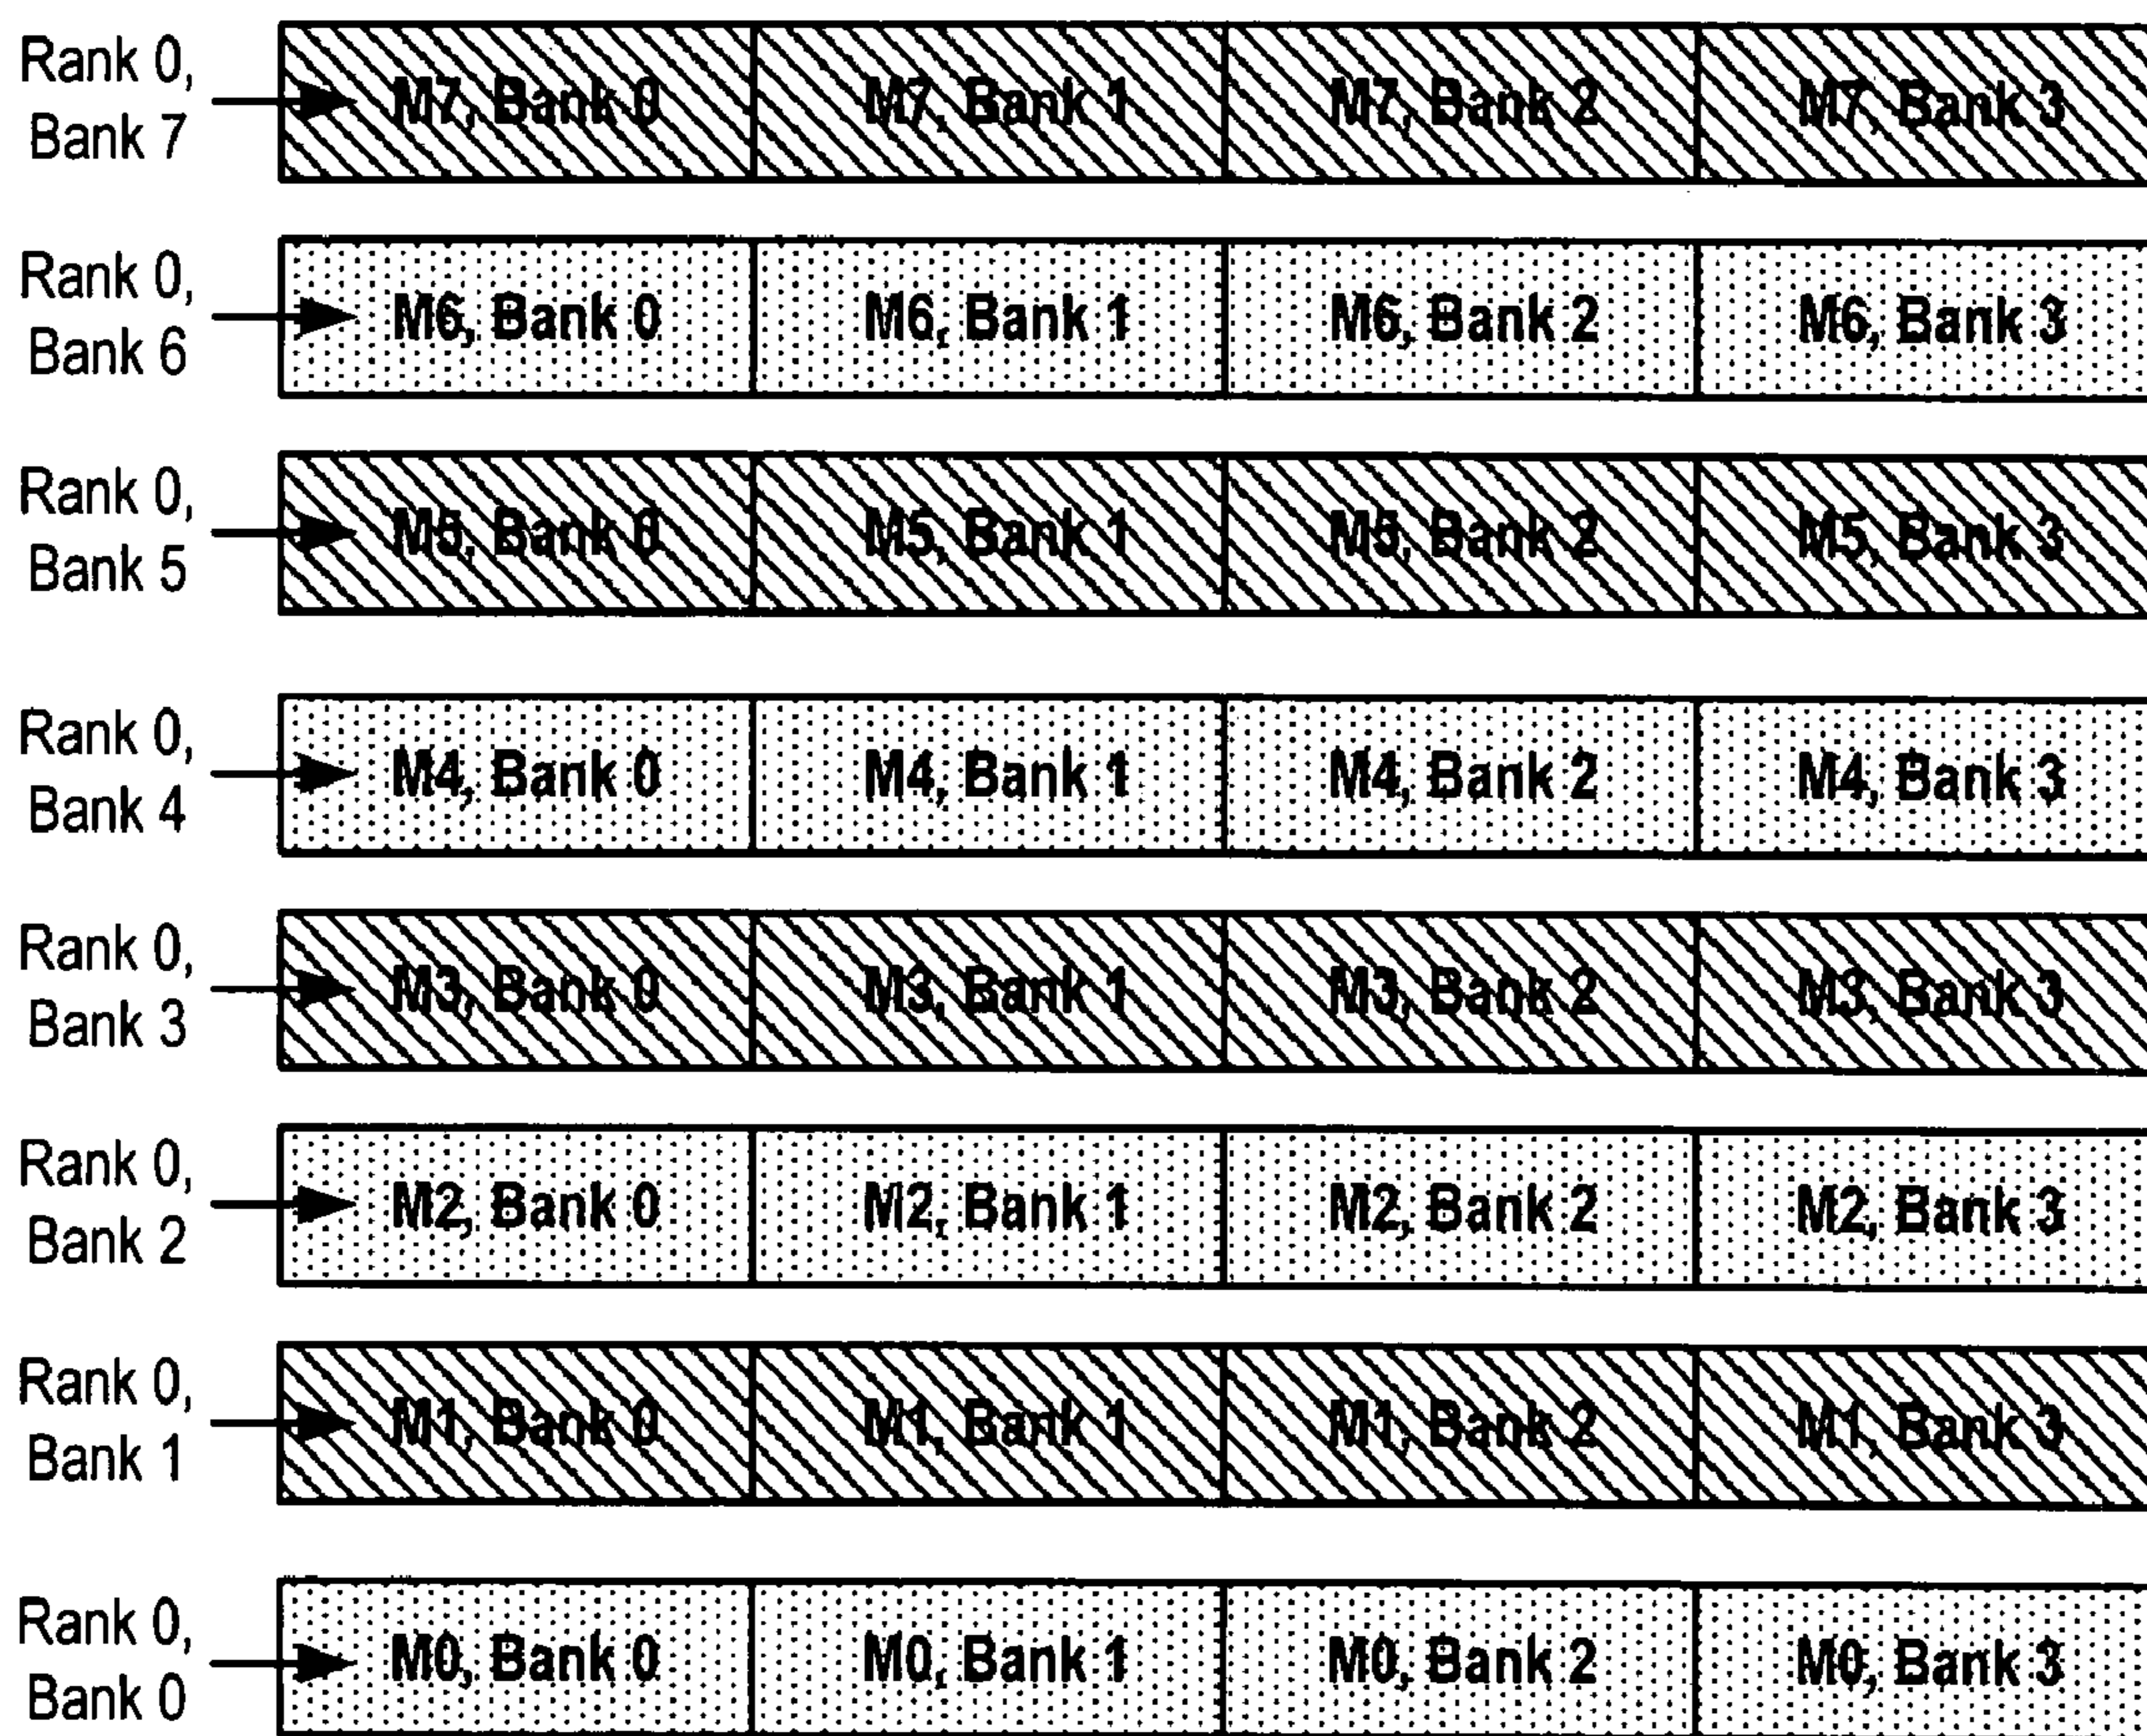 Rank 0,
Bank 7
M7, Bank 0 M7, Bank 1 M7, Bank 2 M7, Bank 3
Rank 0,
Bank 6
M6, Bank 0 M6, Bank 1 M6, Bank 2 M6, Bank 3
Rank 0,
Bank 5
M5, Bank 0 M5, Bank 1 M5, Bank 2 M5, Bank 3
Rank 0,
Bank 4
M4, Bank 0 M4, Bank 1 M4, Bank 2 M4, Bank 3
Rank 0,
Bank 3
M3, Bank 0 M3, Bank 1 M3, Bank 2 M3, Bank 3
Rank 0,
Bank 2
M2, Bank 0 M2, Bank 1 M2, Bank 2 M2, Bank 3
Rank 0,
Bank 1
M1, Bank 0 M1, Bank 1 M1, Bank 2 M1, Bank 3
Rank 0,
Bank 0
M0, Bank 0 M0, Bank 1 M0, Bank 2 M0, Bank 3